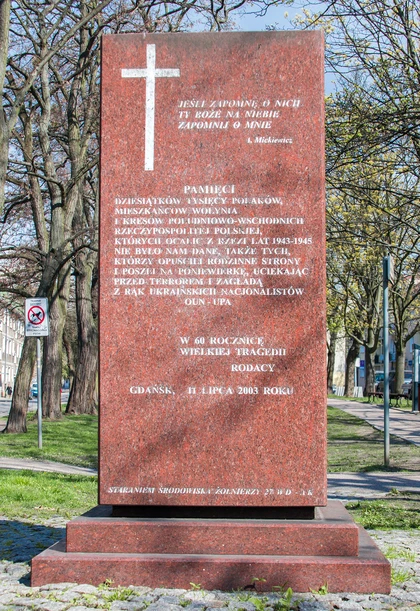 JEŚLI ZAPOMNĘ O NICH
TY BOŻE NA NIEBIE
ZAPOMNIJ O MNIE
A. Mickiewicz
PAMIĘCI
DZIESIĄTKÓW TYSIĘCY POLAKÓW,
MIESZKAŃCÓW WOŁYNIA
I KRESÓW POŁUDNIOWO-WSCHODNICH
RZECZYPOSPOLITEJ POLSKIEJ,
KTÓRYCH OCALIĆ Z RZEZI LAT 1943-1945
NIE BYŁO NAM DANE, TAKŻE TYCH,
KTÓRZY OPUŚCILI RODZINNE STRONY
I POSZLI NA PONIEWIERKĘ, UCIEKAJĄC
PRZED TERROREM I ZAGŁADĄ
Z RĄK UKRAIŃSKICH NACJONALISTÓW
OUN - UPA
W 60 ROCZNICĘ
WIELKIEJ TRAGEDII
RODACY
GDAŃSK, 11 LIPCA 2003 ROKU
STARANIEM ŚRODOWISKA ŻOŁNIERZY 27 WD - AK